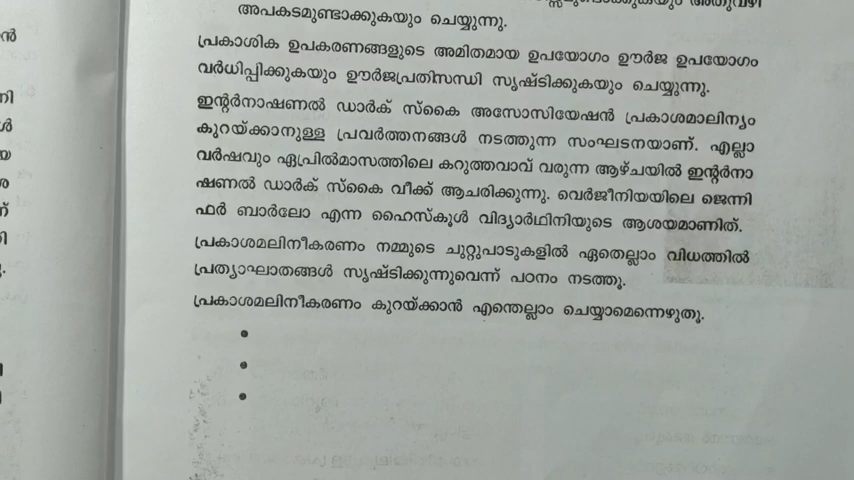 അപകടമുണ്ടാക്കുകയും ചെയ്യുന്നു.
പ്രകാശിക ഉപകരണങ്ങളുടെ അമിതമായ ഉപയോഗം ഊർജ ഉപയോഗം
വർധിപ്പിക്കുകയും ഊർജപ്രതിസന്ധി സൃഷ്ടിക്കുകയും ചെയ്യുന്നു.
ഇന്റർനാഷണൽ ഡാർക് സ്കൈ അസോസിയേഷൻ പ്രകാശമാലിന്യം
കുറയ്ക്കാനുള്ള പ്രവർത്തനങ്ങൾ നടത്തുന്ന സംഘടനയാണ്. എല്ലാ
വർഷവും ഏപ്രിൽമാസത്തിലെ കറുത്തവാവ് വരുന്ന ആഴ്ചയിൽ ഇന്റർനാ
ഷണൽ ഡാർക് സ്കൈ വീക്ക് ആചരിക്കുന്നു. വെർജീനിയയിലെ ജെന്നി
ഫർ ബാർലോ എന്ന ഹൈസ്കൂൾ വിദ്യാർഥിനിയുടെ ആശയമാണിത്.
പ്രകാശമലിനീകരണം നമ്മുടെ ചുറ്റുപാടുകളിൽ ഏതെല്ലാം വിധത്തിൽ
പ്രത്യാഘാതങ്ങൾ സൃഷ്ടിക്കുന്നുവെന്ന് പഠനം നടത്തൂ.
പ്രകാശമലിനീകരണം കുറയ്ക്കാൻ എന്തെല്ലാം ചെയ്യാമെന്നെഴുതൂ.